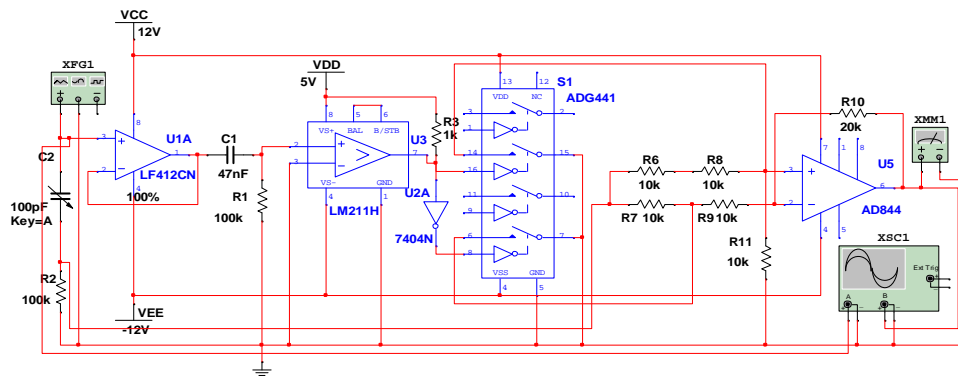 VCC
12V
XFG1
VDD
5V
S1
ADG441
13
12
VDD
NC
3
2
1
14
15
16
11
10
9
6
7
8
VSS
GND
4
5
8
3
2
1
4
U1A
LF412CN
100%
C1
47nF
R1
100k
C2
100pF
Key=A
R2
100k
VEE
-12V
8
5
6
VS+
BAL
B/STB
2
3
7
VS-
GND
4
1
U3
LM211H
R3
1k
U2A
7404N
R6
10k
R8
10k
R7
10k
R9
10k
R10
20k
R11
10k
7
1
8
3
2
6
4
5
U5
AD844
XMM1
XSC1
Ext Trig
A
B